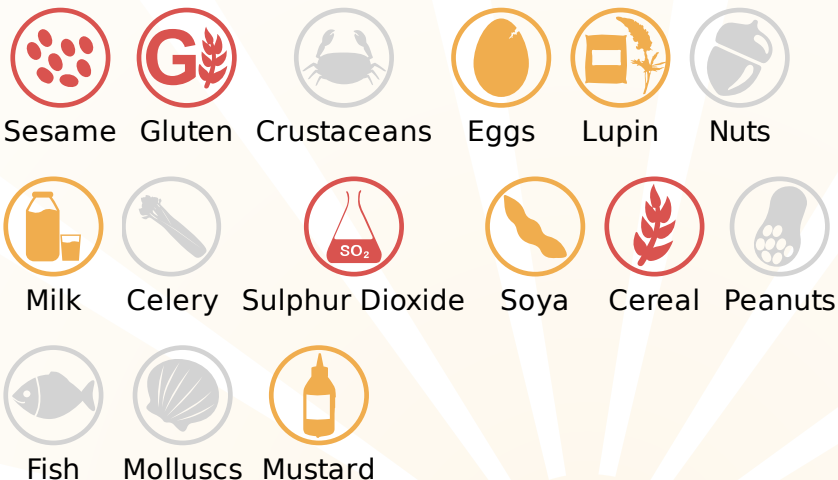 G
Sesame Gluten Crustaceans Eggs Lupin Nuts
SO₂
Milk Celery Sulphur Dioxide Soya Cereal Peanuts
Fish Molluscs Mustard